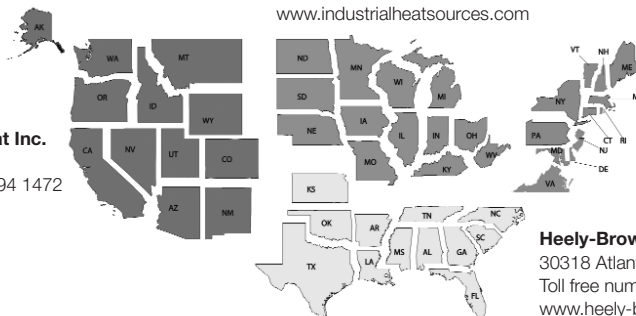 www.industrialheatsources.com
AK
WA
MT
OR
ID
WY
CA
NV
UT
CO
AZ
NM
ND
MN
SD
WI
MI
NE
IA
IL
IN
OH
MO
KY
WV
VT
NH
ME
NY
M
PA
CT
RI
NJ
MD
DE
VA
KS
OK
AR
TN
NC
TX
LA
MS
AL
GA
SC
FL
nt Inc.
94 1472
Heely-Brow
30318 Atlan
Toll free num
www.heely-b